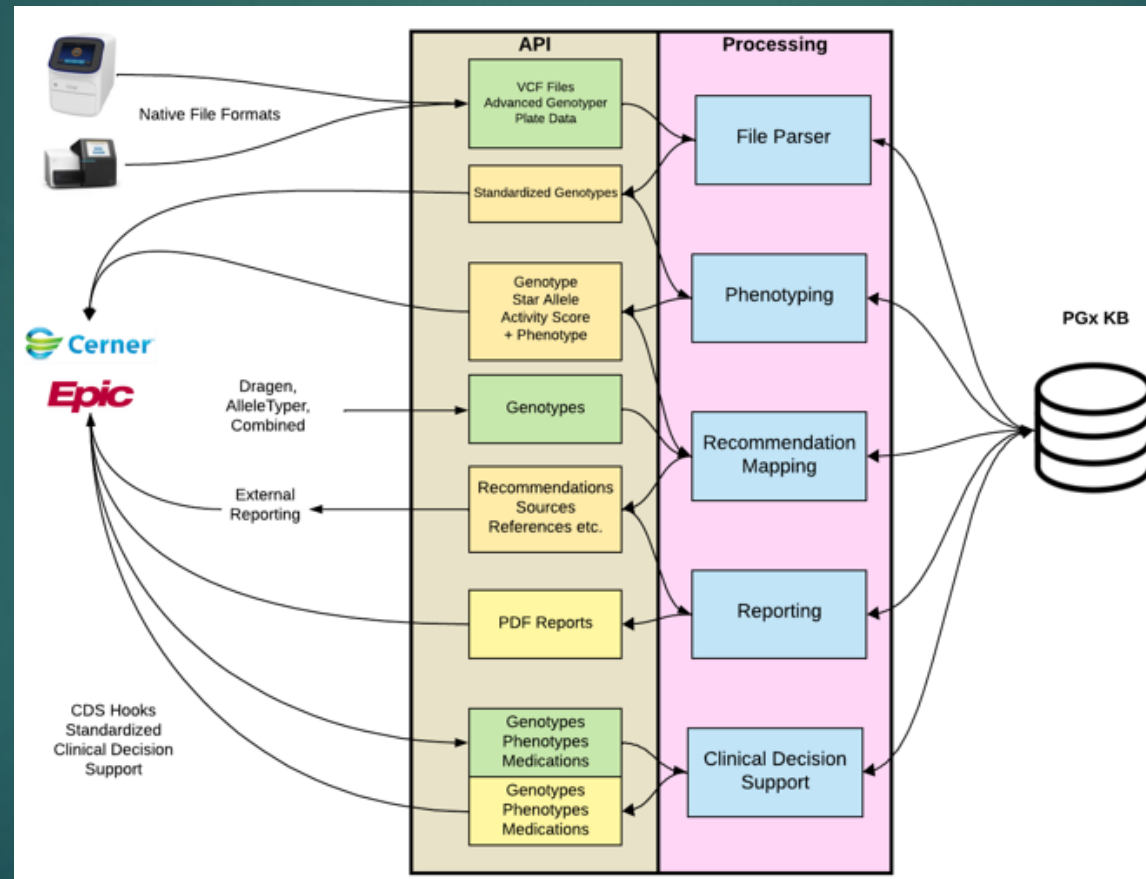 API
Processing
Native File Formats
VCF Files
Advanced Genotyper
Plate Data
File Parser
Standardized Genotypes
Genotype
Star Allele
Activity Score
+ Phenotype
Phenotyping
PGx KB
Cerner
Epic
Dragen,
AlleleTyper,
Combined
Genotypes
Recommendation
Mapping
External
Reporting
Recommendations
Sources
References etc.
PDF Reports
Reporting
CDS Hooks
Standardized
Clinical Decision
Support
Genotypes
Phenotypes
Medications
Genotypes
Phenotypes
Medications
Clinical Decision
Support